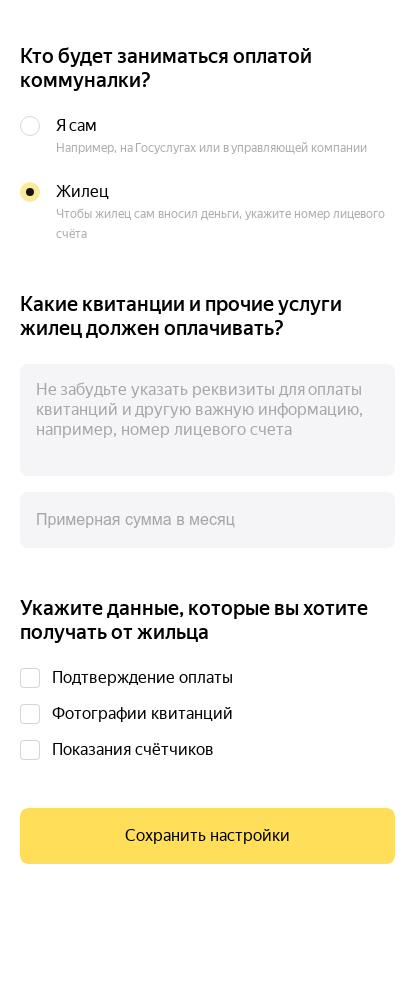 Кто будет заниматься оплатой
коммуналки?
Я сам
Например, на Госуслугах или в управляющей компании
Жилец
Чтобы жилец сам вносил деньги, укажите номер лицевого
счёта
Какие квитанции и прочие услуги
жилец должен оплачивать?
Не забудьте указать реквизиты для оплаты
квитанций и другую важную информацию,
например, номер лицевого счета
Примерная сумма в месяц
Укажите данные, которые вы хотите
получать от жильца
Подтверждение оплаты
Фотографии квитанций
Показания счётчиков
Сохранить настройки